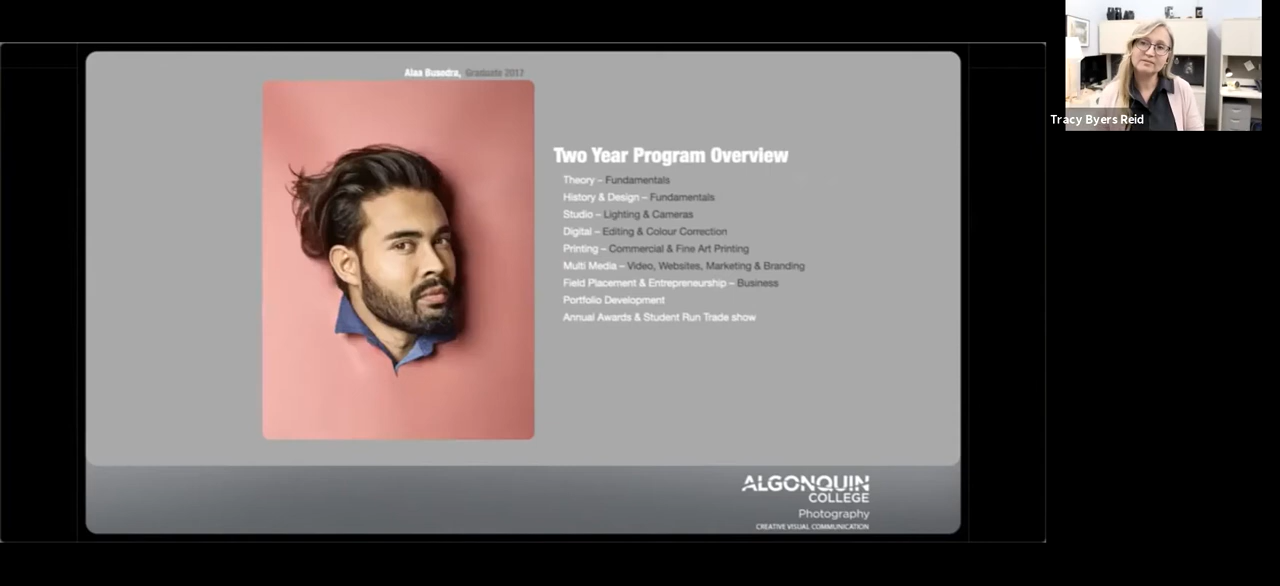 Alaa Busedra, Graduate 2017
Two Year Program Overview
Theory – Fundamentals
History & Design – Fundamentals
Studio – Lighting & Cameras
Digital – Editing & Colour Correction
Printing – Commercial & Fine Art Printing
Multi Media – Video, Websites, Marketing & Branding
Field Placement & Entrepreneurship – Business
Portfolio Development
Annual Awards & Student Run Trade show
ALGONQUIN
COLLEGE
Photography
CREATIVE VISUAL COMMUNICATION
Tracy Byers Reid